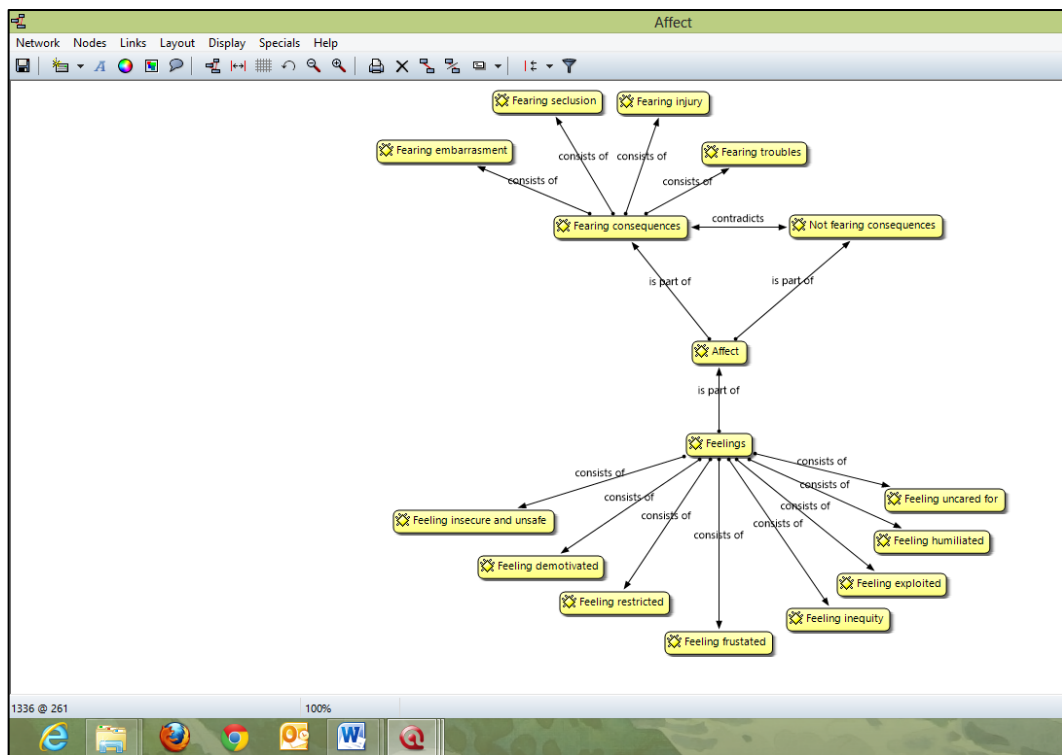 Affect
Network Nodes Links Layout Display Specials Help
Fearing seclusion
Fearing injury
Fearing embarrasment
Fearing troubles
consists of
consists of
consists of
consists of
Fearing consequences
contradicts
Not fearing consequences
is part of
is part of
Affect
is part of
Feelings
consists of
consists of
consists of
consists of
consists of
consists of
consists of
consists of
Feeling uncared for
Feeling insecure and unsafe
Feeling humiliated
Feeling demotivated
Feeling exploited
Feeling restricted
Feeling inequity
Feeling frustated
1336 @ 261
100%